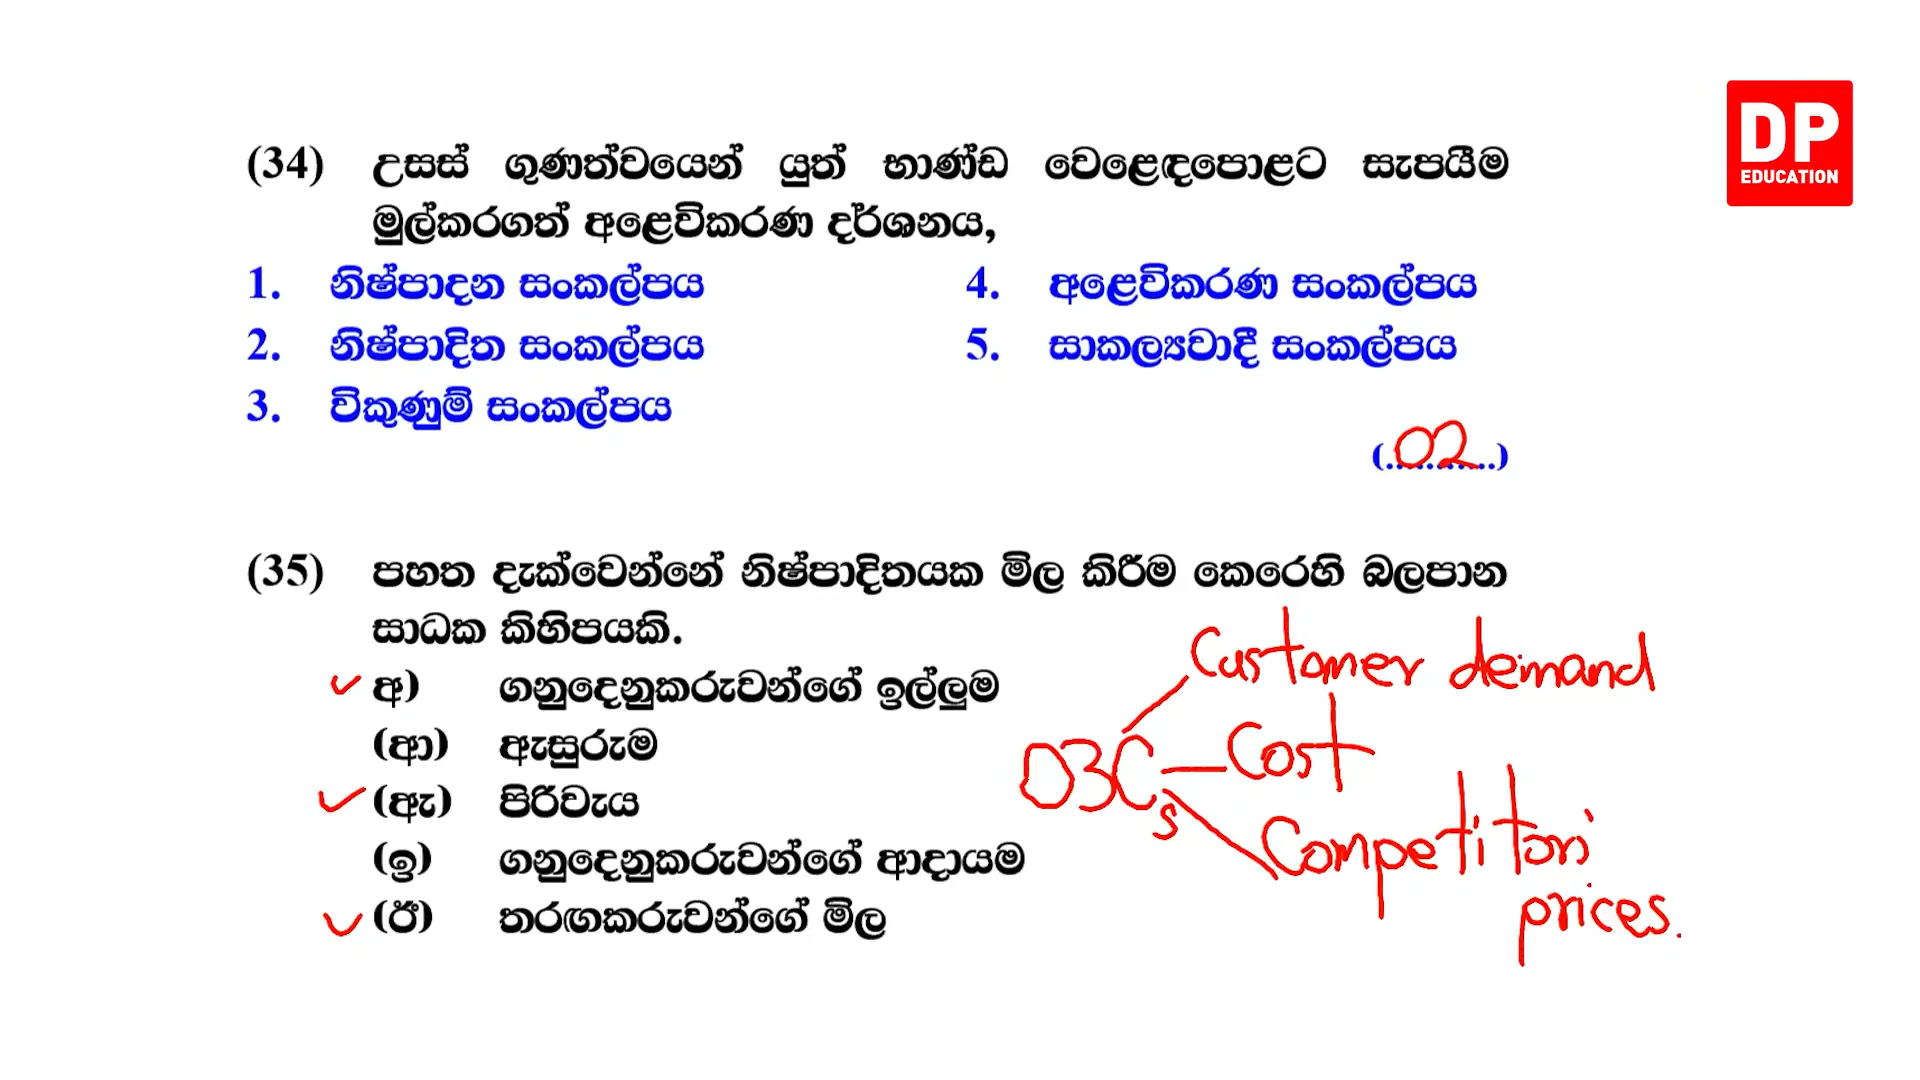 DP
EDUCATION
(34) උසස් ගුණත්වයෙන් යුත් භාණ්ඩ වෙළෙඳපොළට සැපයීම
මුල්කරගත් අළෙවිකරණ දර්ශනය,
1. නිෂ්පාදන සංකල්පය 4. අළෙවිකරණ සංකල්පය
2. නිෂ්පාදිත සංකල්පය 5. සාකල්‍යවාදී සංකල්පය
3. විකුණුම් සංකල්පය
(....02....)
(35) පහත දැක්වෙන්නේ නිෂ්පාදිතයක මිල කිරීම කෙරෙහි බලපාන
සාධක කිහිපයකි.
Customer demand
අ) ගනුදෙනුකරුවන්ගේ ඉල්ලුම
(ආ) ඇසුරුම
03Cs Cost
(ඇ) පිරිවැය
Competitors'
(ඉ) ගනුදෙනුකරුවන්ගේ ආදායම
prices.
(ඊ) තරඟකරුවන්ගේ මිල